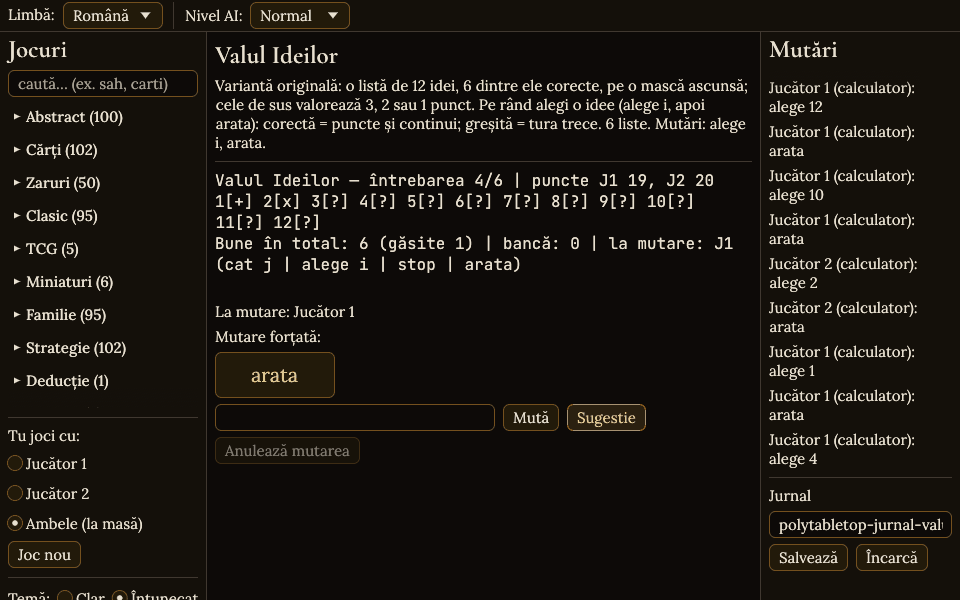 Limbă: Română ▼ Nivel AI: Normal ▼
Jocuri
caută... (ex. sah, carti)
▸ Abstract (100)
▸ Cărți (102)
▸ Zaruri (50)
▸ Clasic (95)
▸ TCG (5)
▸ Miniaturi (6)
▸ Familie (95)
▸ Strategie (102)
▸ Deducție (1)
Tu joci cu:
Jucător 1
Jucător 2
Ambele (la masă)
Joc nou
Temă: Clar Întunecat
Valul Ideilor
Variantă originală: o listă de 12 idei, 6 dintre ele corecte, pe o mască ascunsă;
cele de sus valorează 3, 2 sau 1 punct. Pe rând alegi o idee (alege i, apoi
arata): corectă = puncte și continui; greșită = tura trece. 6 liste. Mutări: alege
i, arata.
Valul Ideilor — întrebarea 4/6 | puncte J1 19, J2 20
1[+] 2[x] 3[?] 4[?] 5[?] 6[?] 7[?] 8[?] 9[?] 10[?]
11[?] 12[?]
Bune în total: 6 (găsite 1) | bancă: 0 | la mutare: J1
(cat j | alege i | stop | arata)
La mutare: Jucător 1
Mutare forțată:
arata
Mută Sugestie
Anulează mutarea
Mutări
Jucător 1 (calculator):
alege 12
Jucător 1 (calculator):
arata
Jucător 1 (calculator):
alege 10
Jucător 1 (calculator):
arata
Jucător 2 (calculator):
alege 2
Jucător 2 (calculator):
arata
Jucător 1 (calculator):
alege 1
Jucător 1 (calculator):
arata
Jucător 1 (calculator):
alege 4
Jurnal
polytabletop-jurnal-valu
Salvează Încarcă